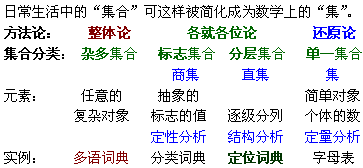 日常生活中的“集合”可这样被简化成为数学上的“集”。
方法论： 整体论 各就各位论 还原论
集合分类： 杂多集合 标志集合 分层集合 单一集合
商集 直集 集
元素： 任意的 抽象的 简单对象
复杂对象 标志的值 逐级分列 个体的数
定性分析 结构分析 定量分析
实例： 多语词典 分类词典 定位词典 字母表